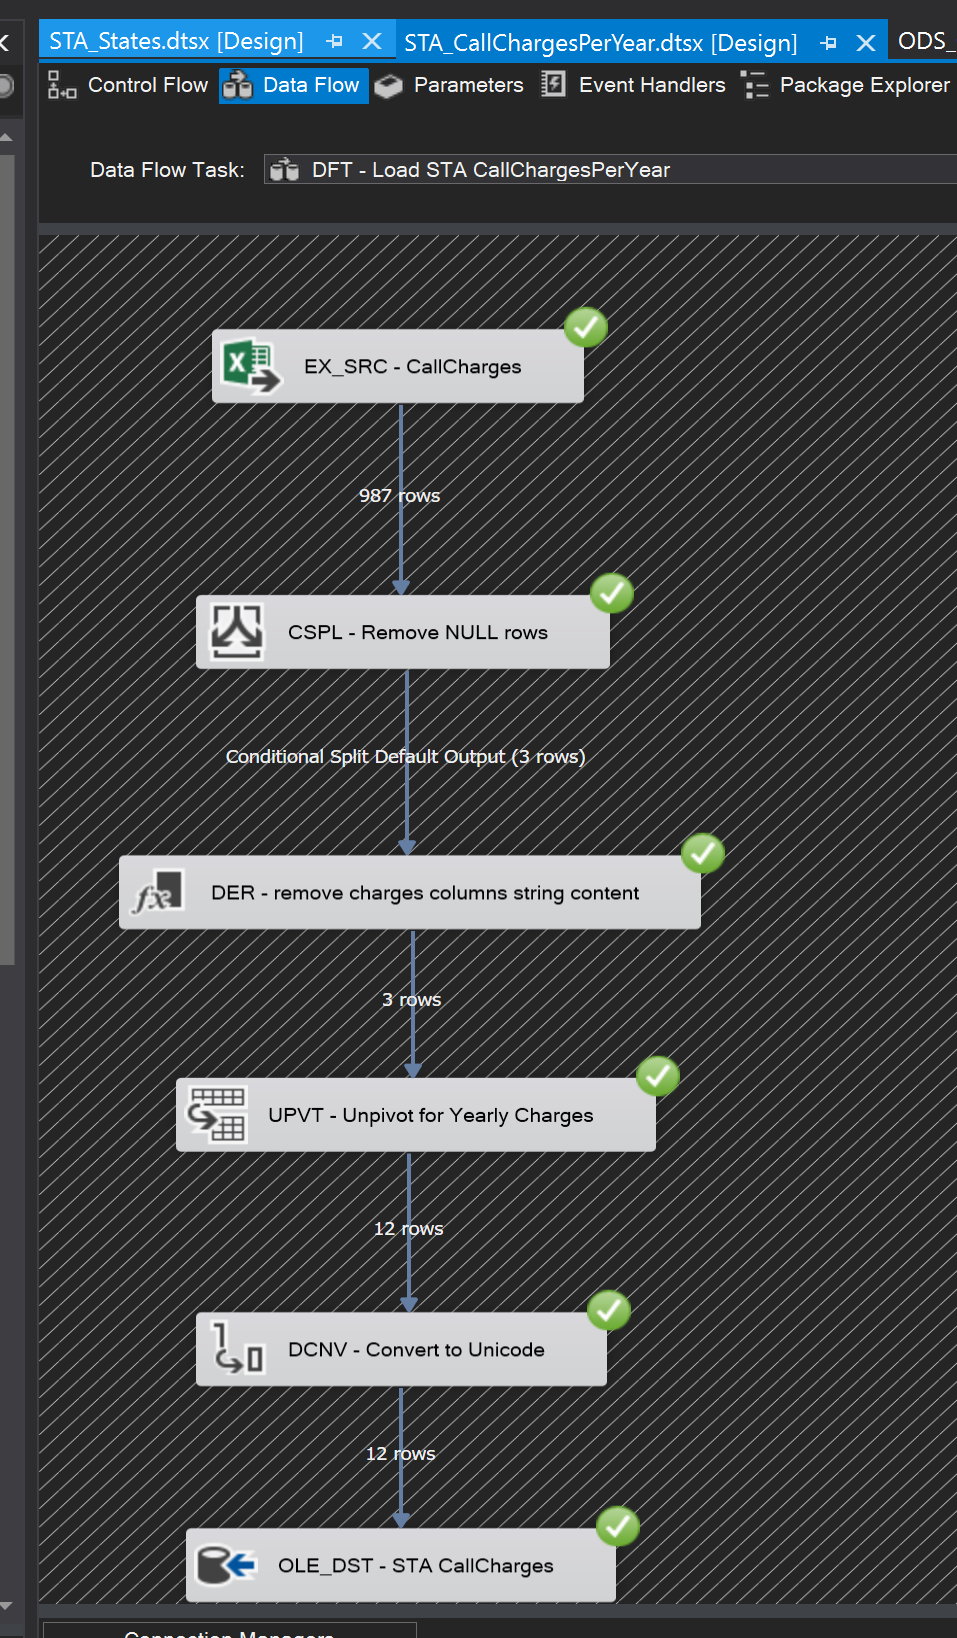 STA_States.dtsx [Design]
STA_CallChargesPerYear.dtsx [Design]
ODS_
Control Flow
Data Flow
Parameters
Event Handlers
Package Explorer
Data Flow Task:
DFT - Load STA CallChargesPerYear
EX_SRC - CallCharges
987 rows
CSPL - Remove NULL rows
Conditional Split Default Output (3 rows)
DER - remove charges columns string content
3 rows
UPVT - Unpivot for Yearly Charges
12 rows
DCNV - Convert to Unicode
12 rows
OLE_DST - STA CallCharges
Connection Managers